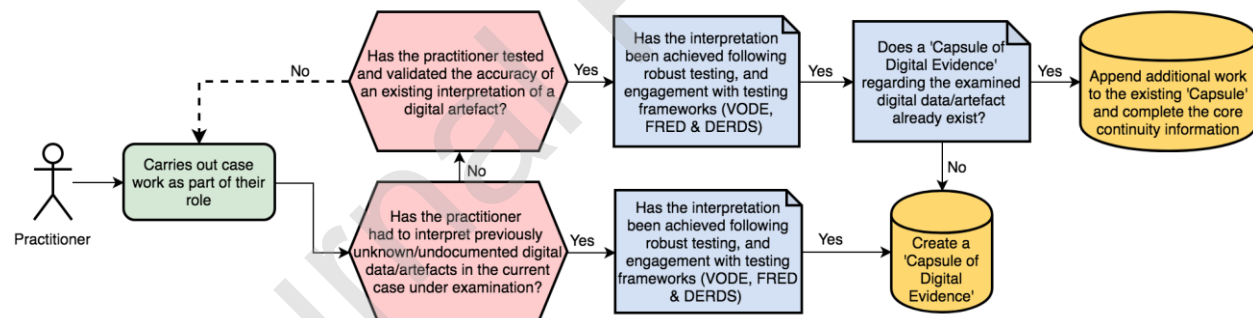 Has the practitioner tested
and validated the accuracy of
an existing interpretation of a
digital artefact?
No
Yes
Has the interpretation
been achieved following
robust testing, and
engagement with testing
frameworks (VODE,
FRED & DERDS)
Yes
Does a 'Capsule of
Digital Evidence'
regarding the examined
digital data/artefact
already exist?
Yes
Append additional work
to the existing 'Capsule'
and complete the core
continuity information
Practitioner
Carries out case
work as part of their
role
No
Has the practitioner
had to interpret previously
unknown/undocumented digital
data/artefacts in the current
case under examination?
Yes
Has the interpretation
been achieved following
robust testing, and
engagement with testing
frameworks (VODE, FRED
& DERDS)
Yes
No
Create a
'Capsule of
Digital
Evidence'